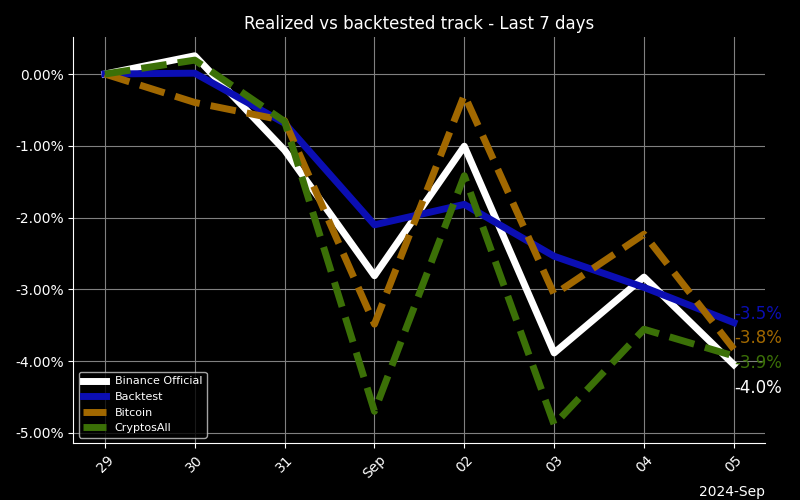 Realized vs backtested track - Last 7 days
0.00%
-1.00%
-2.00%
-3.00%
-4.00%
-5.00%
-3.5%
-3.8%
-3.9%
-4.0%
Binance Official
Backtest
Bitcoin
CryptosAll
29
30
31
Sep
02
03
04
05
2024-Sep